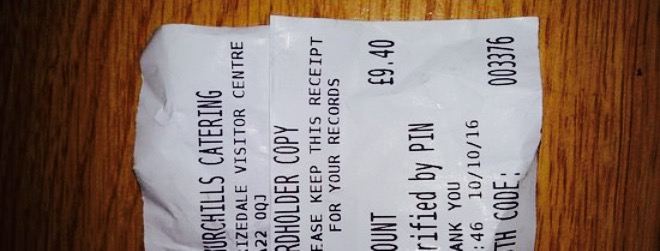 URCHILLS CATERING
IZEDALE VISITOR CENTRE
A22 0QJ
RDHOLDER COPY
EASE KEEP THIS RECEIPT
FOR YOUR RECORDS
OUNT £9.40
rified by PIN
ANK YOU
:46 10/10/16
TH CODE: 003376